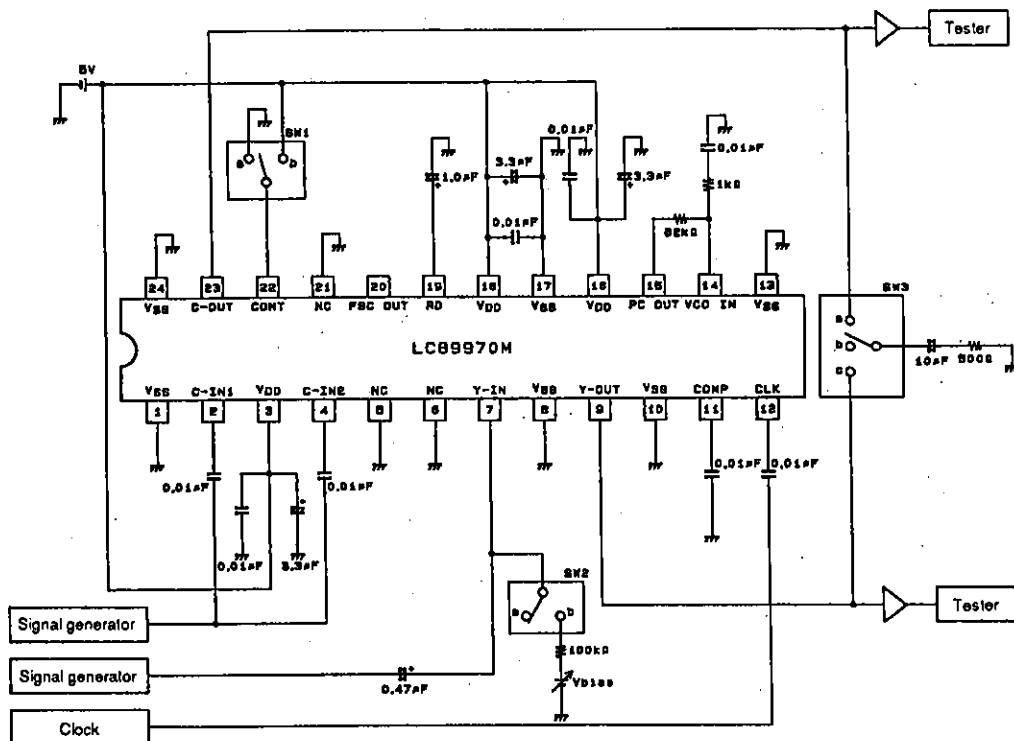 Tester
5V
SW1
a
b
0.01µF
3.3µF
1.0µF
3.3µF
0.01µF
1kΩ
0.01µF
82kΩ
24
23
22
21
20
19
18
17
16
15
14
13
VSS
C-OUT
CONT
NC
FSC OUT
RD
VDD
VSS
VDD
PC OUT
VCO IN
VSS
SW3
a
b
c
10µF
500Ω
LC89970M
VSS
C-IN1
VDD
C-IN2
NC
NC
Y-IN
VSS
Y-OUT
VSS
COMP
CLK
1
2
3
4
5
6
7
8
9
10
11
12
0.01µF
0.01µF
0.01µF
0.01µF
0.01µF
3.3µF
SW2
a
b
100kΩ
Vbias
Tester
Signal generator
Signal generator
0.47µF
Clock